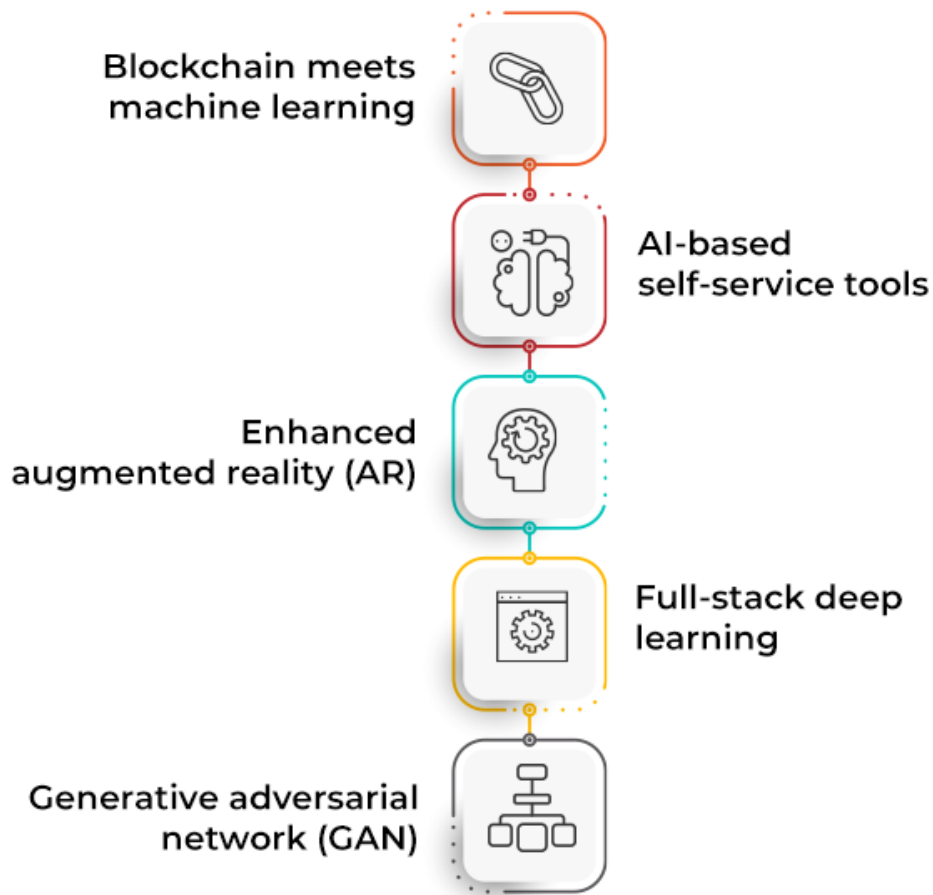 Blockchain meets
machine learning
AI-based
self-service tools
Enhanced
augmented reality (AR)
Full-stack deep
learning
Generative adversarial
network (GAN)